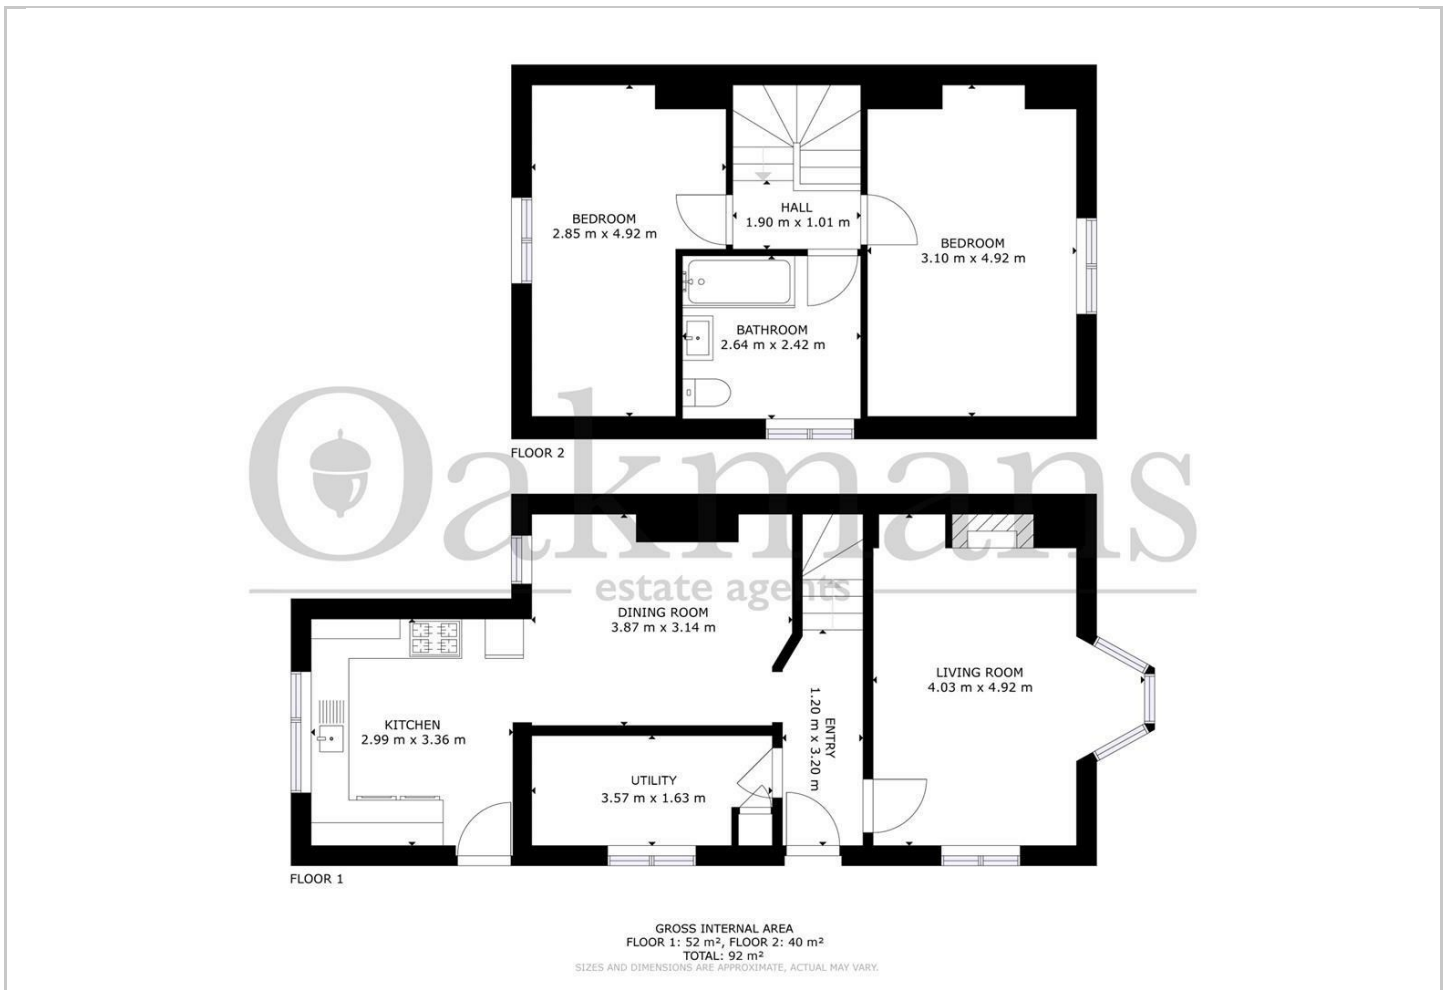 BEDROOM
2.85 m x 4.92 m
HALL
1.90 m x 1.01 m
BEDROOM
3.10 m x 4.92 m
BATHROOM
2.64 m x 2.42 m
FLOOR 2
Oakmans
estate agents
DINING ROOM
3.87 m x 3.14 m
LIVING ROOM
4.03 m x 4.92 m
KITCHEN
2.99 m x 3.36 m
ENTRY
1.20 m x 3.20 m
UTILITY
3.57 m x 1.63 m
FLOOR 1
GROSS INTERNAL AREA
FLOOR 1: 52 m², FLOOR 2: 40 m²
TOTAL: 92 m²
SIZES AND DIMENSIONS ARE APPROXIMATE, ACTUAL MAY VARY.